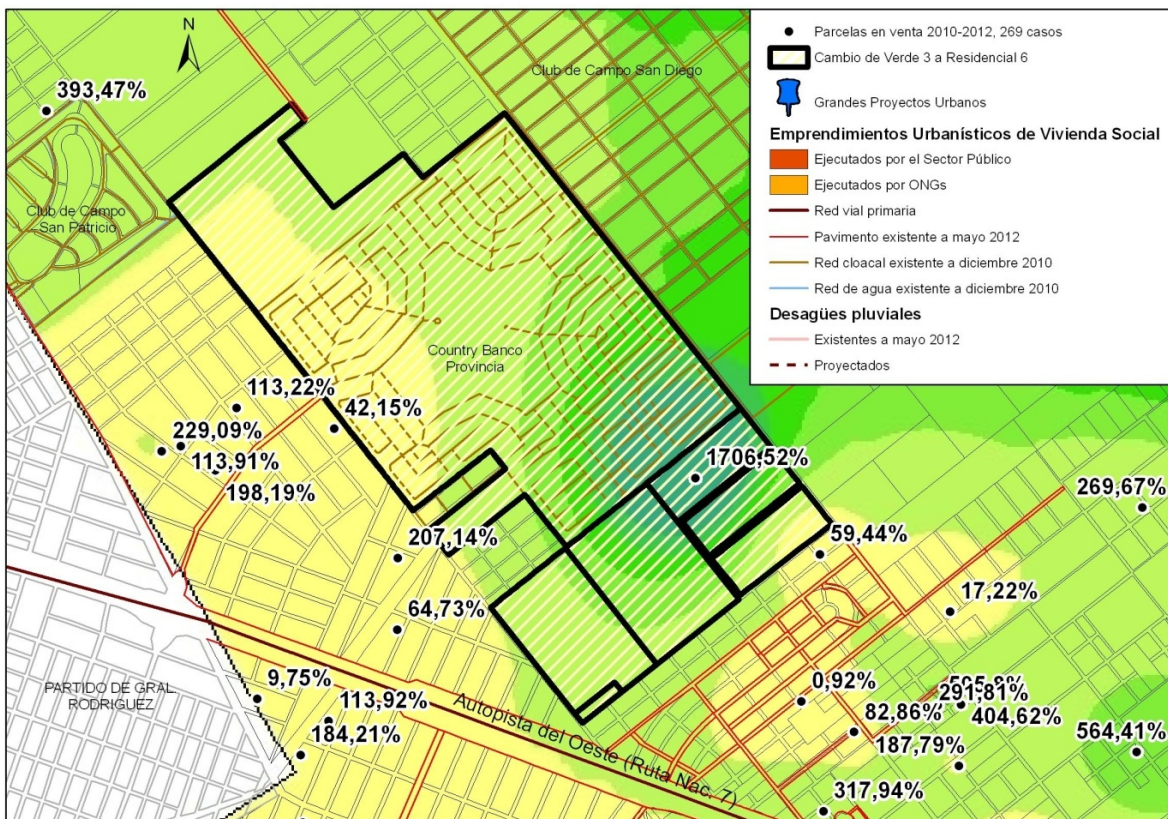 N
393,47%
Club de Campo San Diego
Club de Campo
San Patricio
Country Banco
Provincia
113,22%
42,15%
229,09%
113,91%
198,19%
1706,52%
269,67%
207,14%
59,44%
64,73%
17,22%
PARTIDO DE GRAL.
RODRIGUEZ
9,75%
113,92%
184,21%
Autopista del Oeste (Ruta Nac. 7)
0,92%
291,81%
82,86%
404,62%
187,79%
564,41%
317,94%
Parcelas en venta 2010-2012, 269 casos
Cambio de Verde 3 a Residencial 6
Grandes Proyectos Urbanos
Emprendimientos Urbanísticos de Vivienda Social
Ejecutados por el Sector Público
Ejecutados por ONGs
Red vial primaria
Pavimento existente a mayo 2012
Red cloacal existente a diciembre 2010
Red de agua existente a diciembre 2010
Desagües pluviales
Existentes a mayo 2012
Proyectados